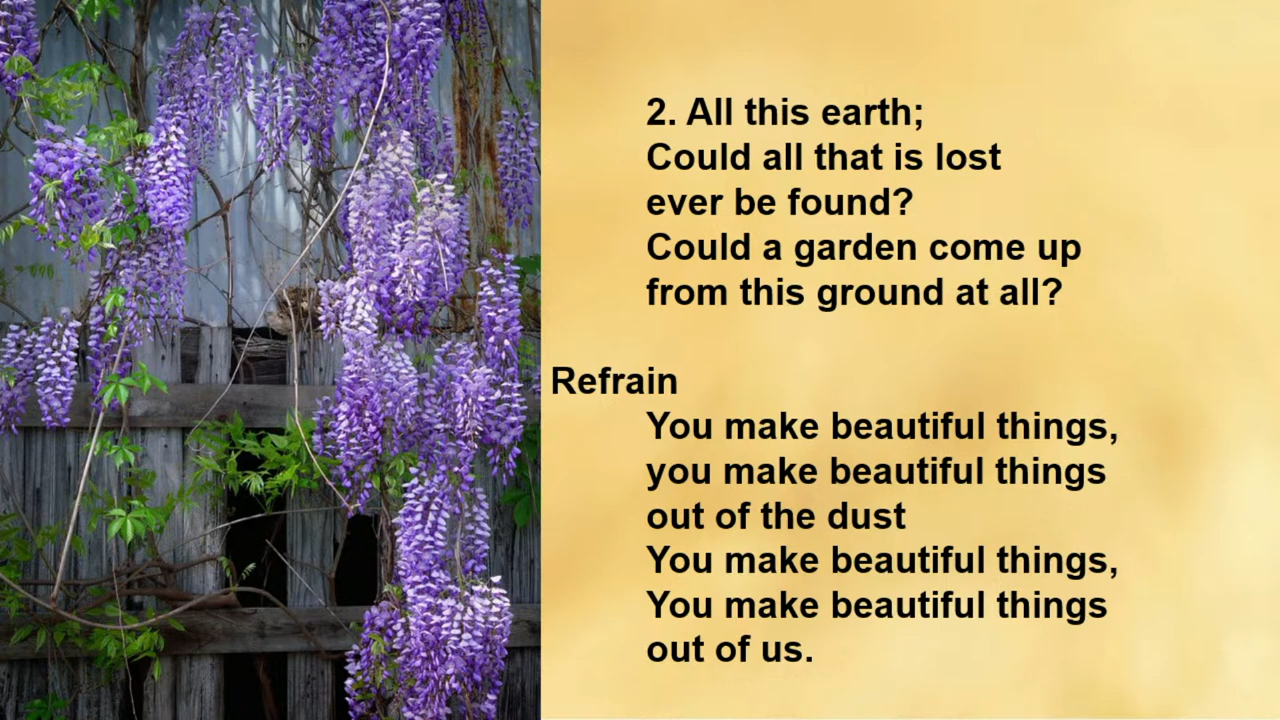 2. All this earth;
Could all that is lost
ever be found?
Could a garden come up
from this ground at all?
Refrain
You make beautiful things,
you make beautiful things
out of the dust
You make beautiful things,
You make beautiful things
out of us.